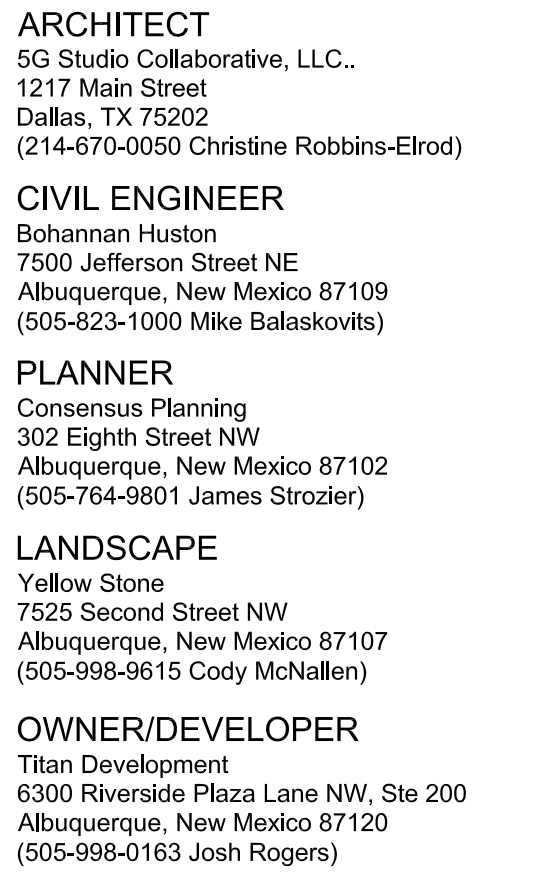 ARCHITECT
5G Studio Collaborative, LLC..
1217 Main Street
Dallas, TX 75202
(214-670-0050 Christine Robbins-Elrod)
CIVIL ENGINEER
Bohannan Huston
7500 Jefferson Street NE
Albuquerque, New Mexico 87109
(505-823-1000 Mike Balaskovits)
PLANNER
Consensus Planning
302 Eighth Street NW
Albuquerque, New Mexico 87102
(505-764-9801 James Strozier)
LANDSCAPE
Yellow Stone
7525 Second Street NW
Albuquerque, New Mexico 87107
(505-998-9615 Cody McNallen)
OWNER/DEVELOPER
Titan Development
6300 Riverside Plaza Lane NW, Ste 200
Albuquerque, New Mexico 87120
(505-998-0163 Josh Rogers)